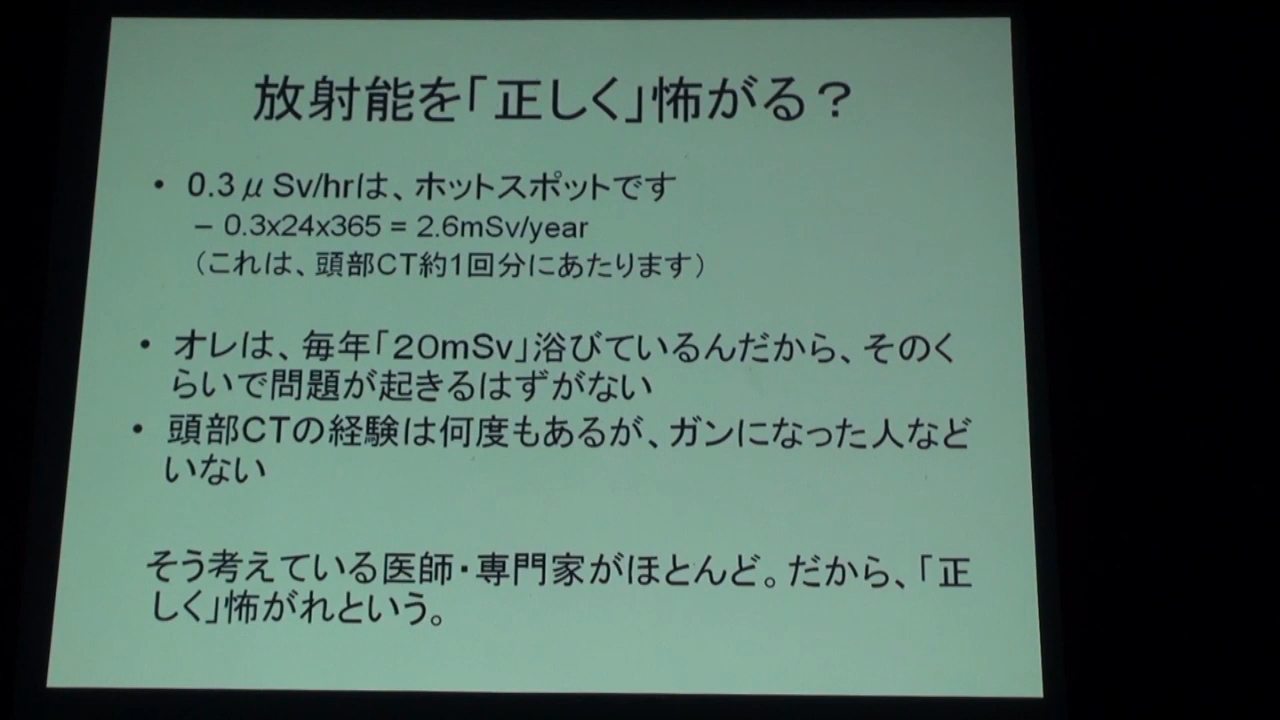 放射能を「正しく」怖がる？
• 0.3μSv/hrは、ホットスポットです
– 0.3x24x365 = 2.6mSv/year
（これは、頭部CT約1回分にあたります）
• オレは、毎年「20mSv」浴びているんだから、そのく
らいで問題が起きるはずがない
• 頭部CTの経験は何度もあるが、ガンになった人など
いない
そう考えている医師・専門家がほとんど。だから、「正
しく」怖がれという。